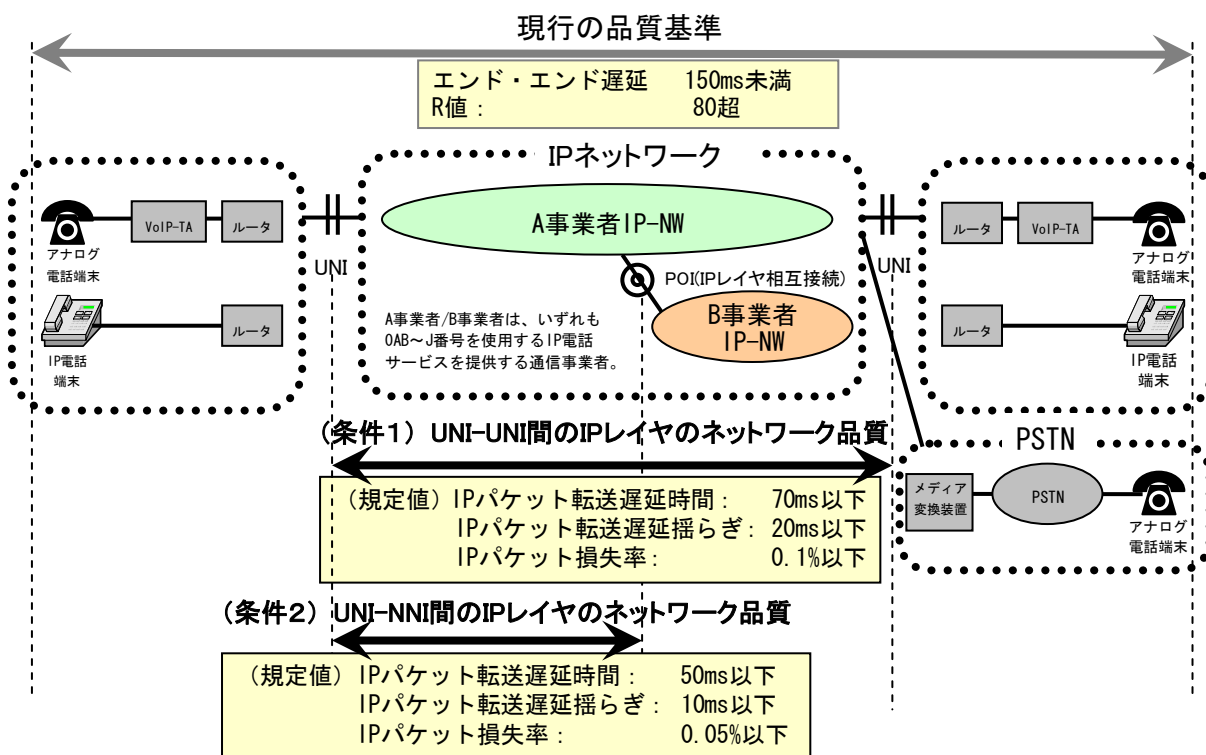 現行の品質基準
エンド・エンド遅延 150ms未満
R値: 80超
IPネットワーク
A事業者IP-NW
VoIP-TA
ルータ
アナログ
電話端末
UNI
POI(IPレイヤ相互接続)
UNI
ルータ
VoIP-TA
アナログ
電話端末
B事業者
IP-NW
A事業者/B事業者は、いずれも
0AB～J番号を使用するIP電話
サービスを提供する通信事業者。
ルータ
IP電話
端末
ルータ
IP電話
端末
(条件1) UNI-UNI間のIPレイヤのネットワーク品質
(規定値) IPパケット転送遅延時間: 70ms以下
IPパケット転送遅延揺らぎ: 20ms以下
IPパケット損失率: 0.1%以下
PSTN
メディア
変換装置
PSTN
アナログ
電話端末
(条件2) UNI-NNI間のIPレイヤのネットワーク品質
(規定値) IPパケット転送遅延時間: 50ms以下
IPパケット転送遅延揺らぎ: 10ms以下
IPパケット損失率: 0.05%以下